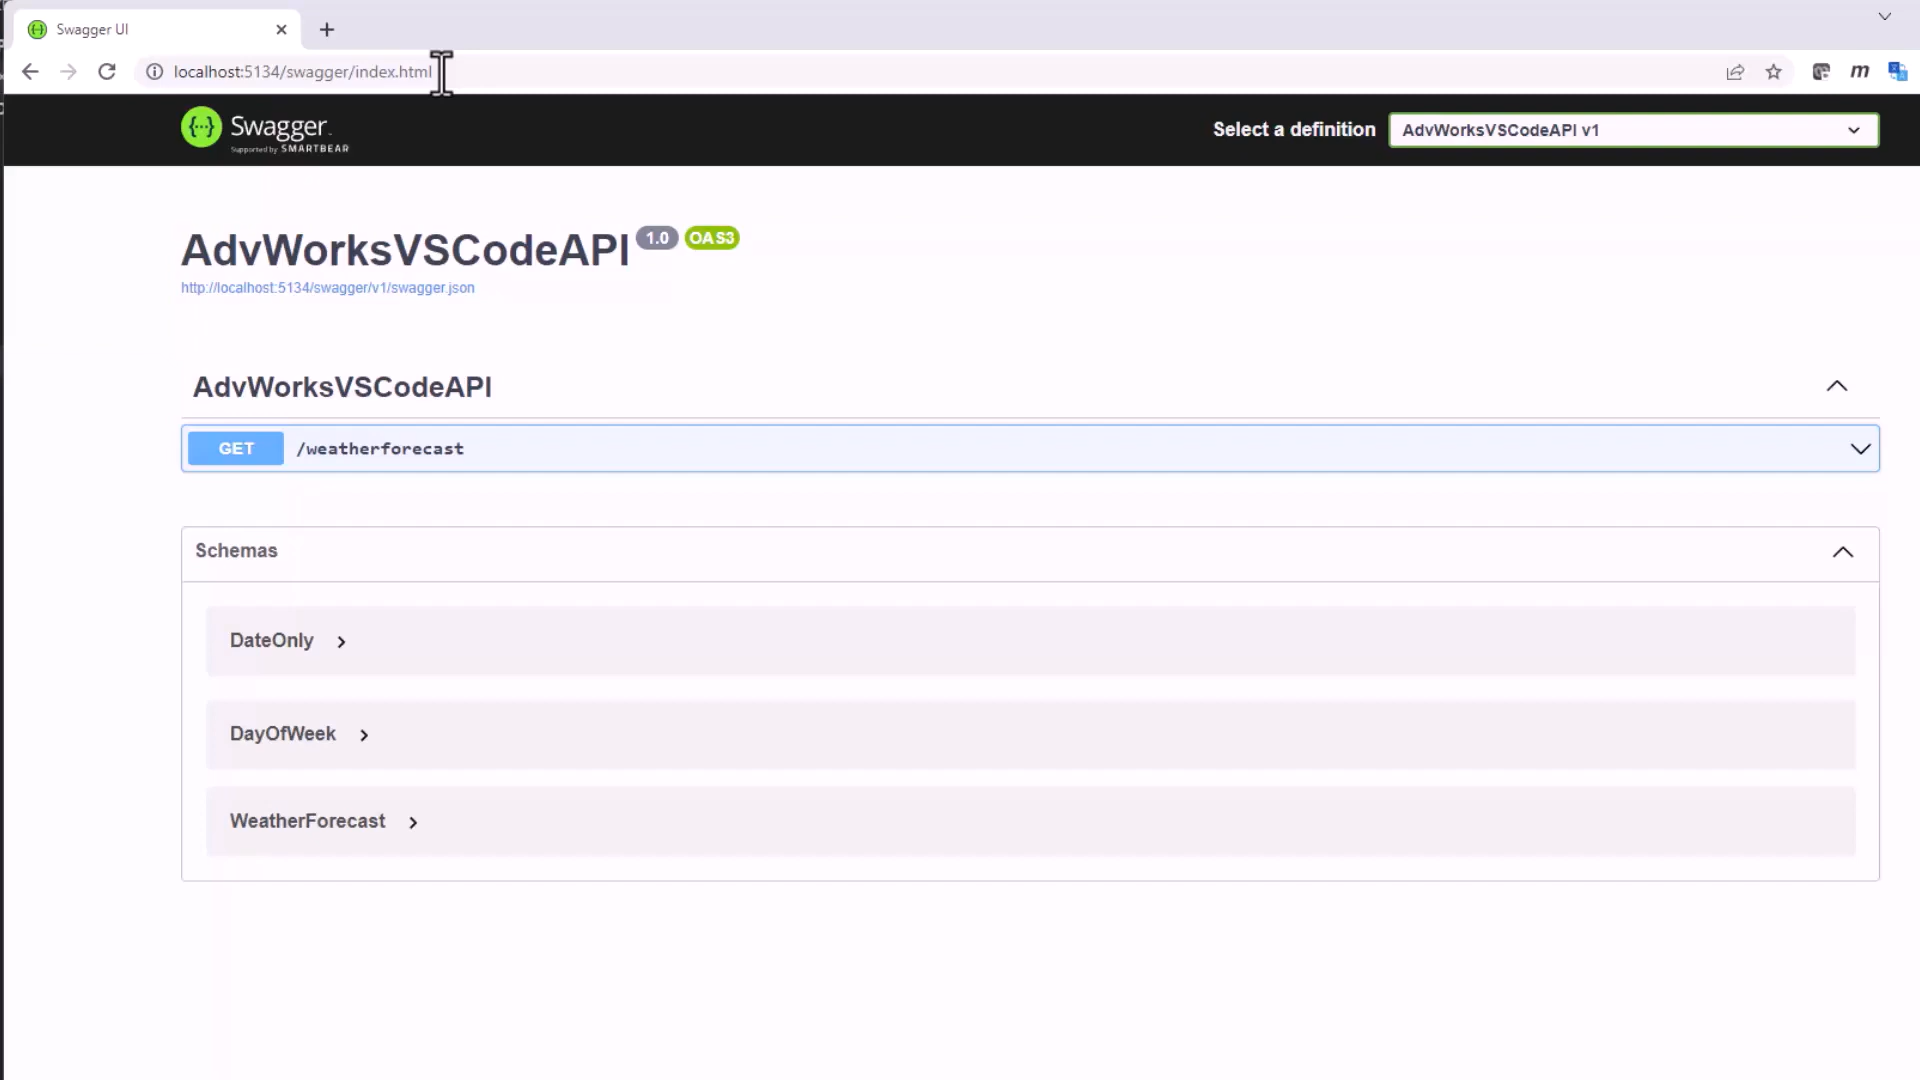 Swagger UI
localhost:5134/swagger/index.html
Swagger.
Supported by SMARTBEAR
Select a definition
AdvWorksVSCodeAPI v1
AdvWorksVSCodeAPI 1.0 OAS3
http://localhost:5134/swagger/v1/swagger.json
AdvWorksVSCodeAPI
GET /weatherforecast
Schemas
DateOnly
DayOfWeek
WeatherForecast